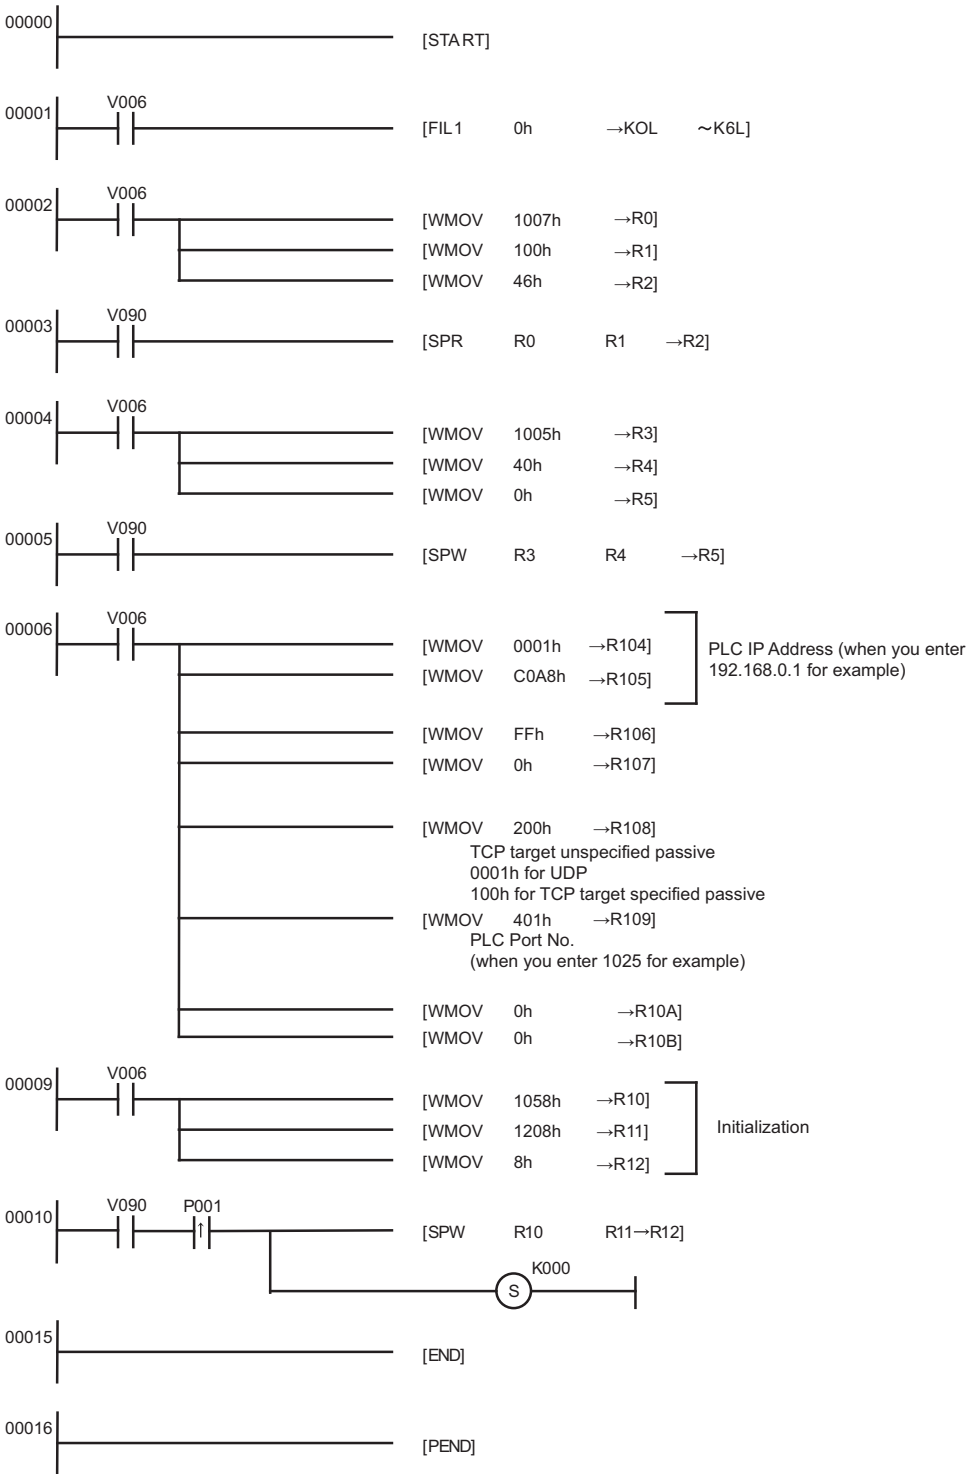 00000 [START]
V006
00001 [FIL1 0h →KOL ～K6L]
V006
00002 [WMOV 1007h →R0]
[WMOV 100h →R1]
[WMOV 46h →R2]
V090
00003 [SPR R0 R1 →R2]
V006
00004 [WMOV 1005h →R3]
[WMOV 40h →R4]
[WMOV 0h →R5]
V090
00005 [SPW R3 R4 →R5]
V006
00006 [WMOV 0001h →R104]
[WMOV C0A8h →R105]
PLC IP Address (when you enter
192.168.0.1 for example)
[WMOV FFh →R106]
[WMOV 0h →R107]
[WMOV 200h →R108]
TCP target unspecified passive
0001h for UDP
100h for TCP target specified passive
[WMOV 401h →R109]
PLC Port No.
(when you enter 1025 for example)
[WMOV 0h →R10A]
[WMOV 0h →R10B]
V006
00009 [WMOV 1058h →R10]
[WMOV 1208h →R11]
[WMOV 8h →R12]
Initialization
V090 P001
00010 ↑ [SPW R10 R11→R12]
K000
S
00015 [END]
00016 [PEND]